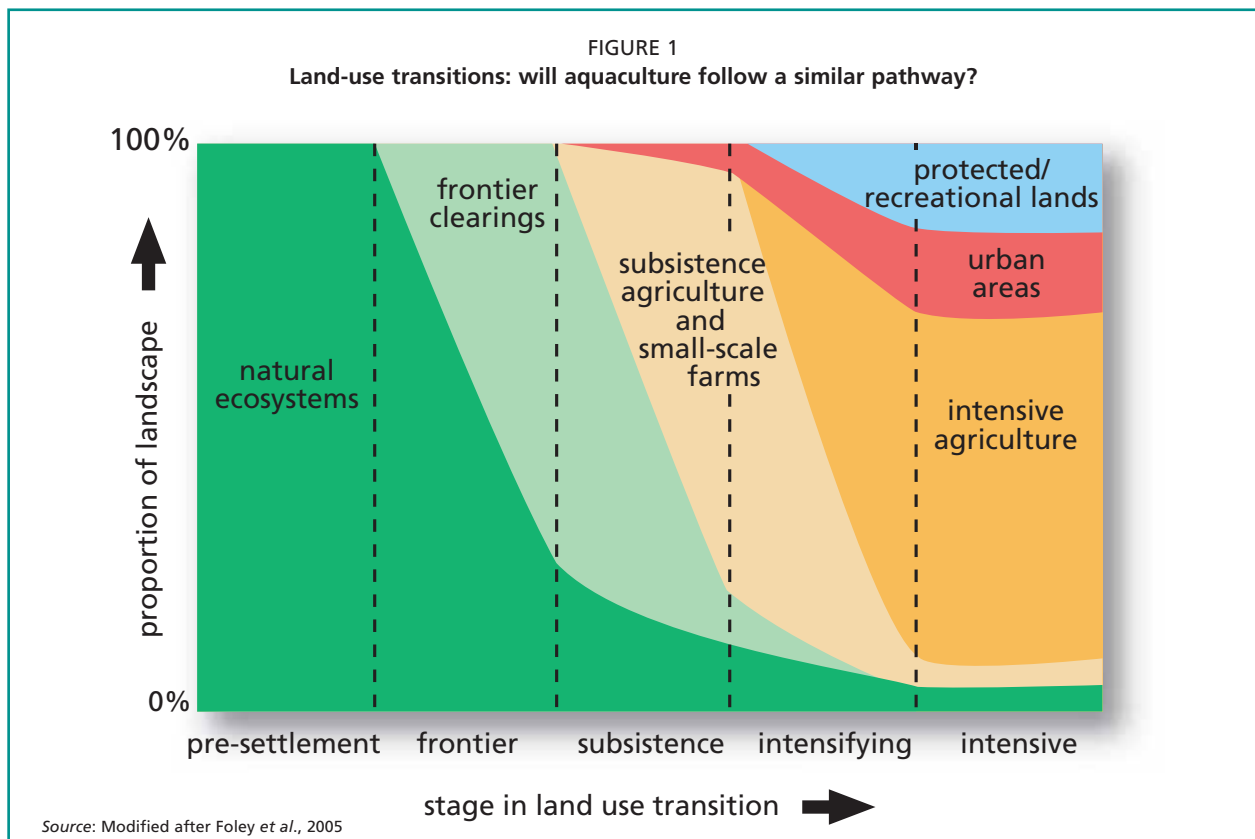 FIGURE 1
Land-use transitions: will aquaculture follow a similar pathway?
100%
0%
proportion of landscape
natural
ecosystems
frontier
clearings
subsistence
agriculture
and
small-scale
farms
protected/
recreational lands
urban
areas
intensive
agriculture
pre-settlement
frontier
subsistence
intensifying
intensive
stage in land use transition
Source: Modified after Foley et al., 2005